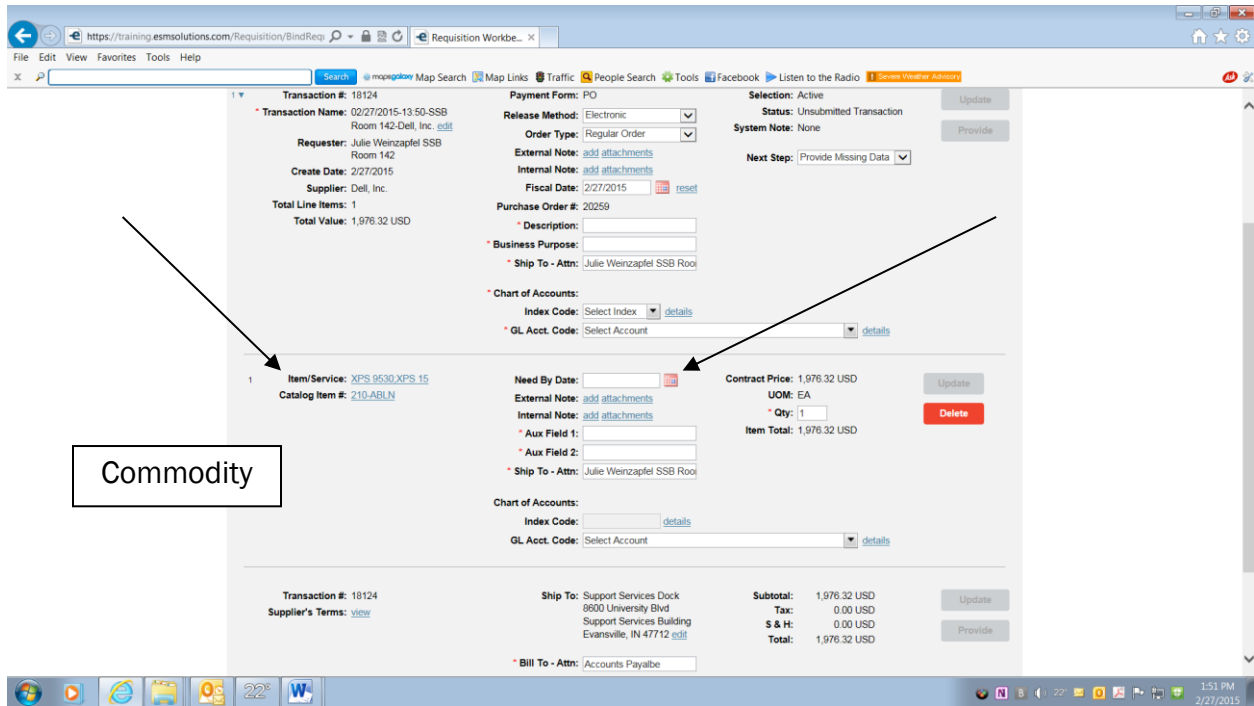 https://training.esmsolutions.com/Requisition/BindReq
Requisition Workbe... ×
File Edit View Favorites Tools Help
x Search mapsgalaxy Map Search Map Links Traffic People Search Tools Facebook Listen to the Radio Severe Weather Advisory
1 Transaction #: 18124 Payment Form: PO Selection: Active Update
* Transaction Name: 02/27/2015-13:50-SSB Release Method: Electronic Status: Unsubmitted Transaction
Room 142-Dell, Inc. edit Order Type: Regular Order System Note: None Provide
Requester: Julie Weinzapfel SSB External Note: add attachments
Room 142 Next Step: Provide Missing Data
Create Date: 2/27/2015 Internal Note: add attachments
Supplier: Dell, Inc. Fiscal Date: 2/27/2015 reset
Total Line Items: 1 Purchase Order #: 20259
Total Value: 1,976.32 USD * Description:
* Business Purpose:
* Ship To - Attn: Julie Weinzapfel SSB Roo
* Chart of Accounts:
Index Code: Select Index details
* GL Acct. Code: Select Account details
1 Item/Service: XPS 9530;XPS 15 Need By Date: Contract Price: 1,976.32 USD Update
Catalog Item #: 210-ABLN External Note: add attachments UOM: EA
Internal Note: add attachments * Qty: 1 Delete
* Aux Field 1: Item Total: 1,976.32 USD
* Aux Field 2:
Commodity
* Ship To - Attn: Julie Weinzapfel SSB Roo
Chart of Accounts:
Index Code: details
GL Acct. Code: Select Account details
Transaction #: 18124 Ship To: Support Services Dock Subtotal: 1,976.32 USD Update
Supplier's Terms: view 8600 University Blvd Tax: 0.00 USD
Support Services Building S & H: 0.00 USD Provide
Evansville, IN 47712 edit Total: 1,976.32 USD
* Bill To - Attn: Accounts Payalbe
22° 22° 1:51 PM
2/27/2015